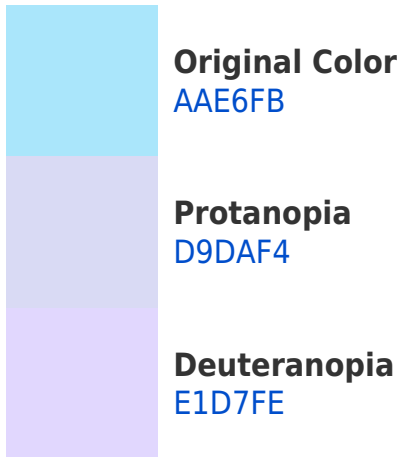 Original Color
AAE6FB
Protanopia
D9DAF4
Deuteranopia
E1D7FE